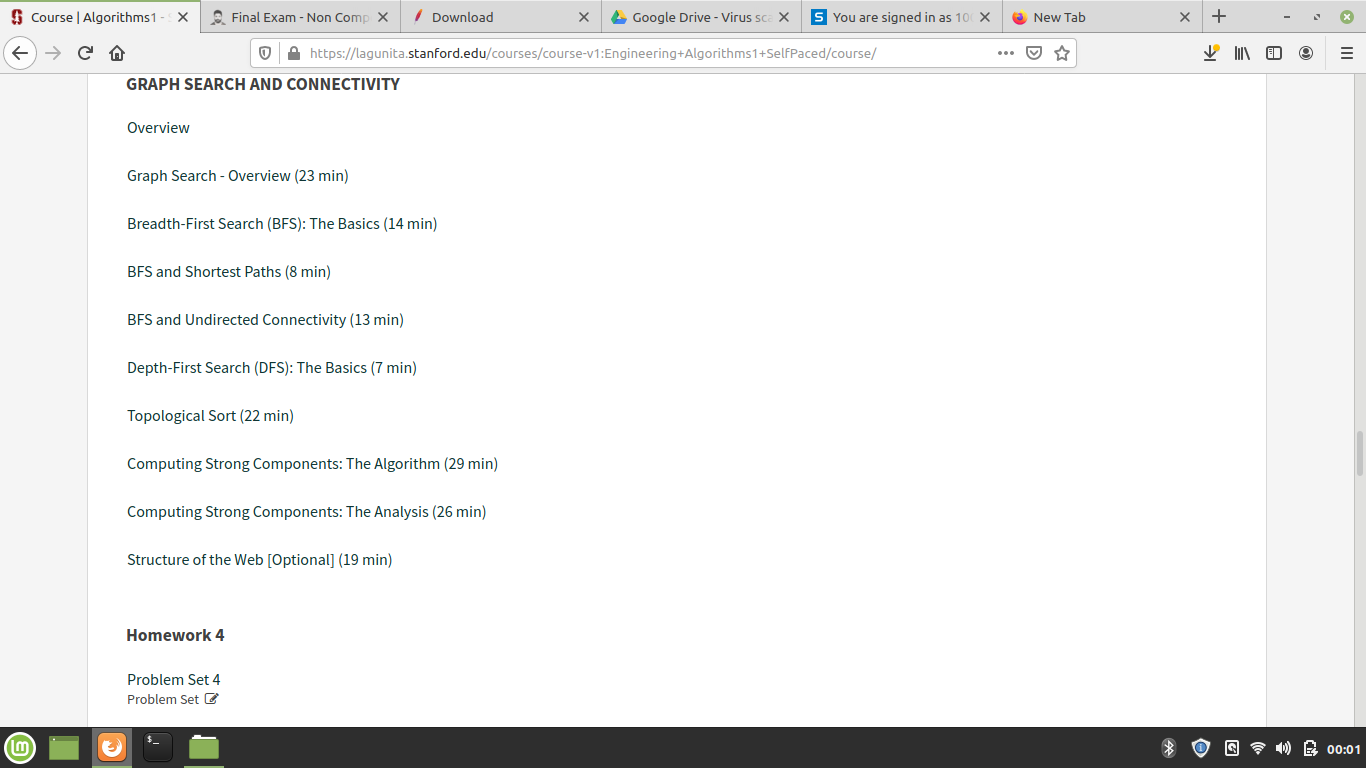 Course | Algorithms1 - S
Final Exam - Non Comp
Download
Google Drive - Virus sca
You are signed in as 100
New Tab
https://lagunita.stanford.edu/courses/course-v1:Engineering+Algorithms1+SelfPaced/course/
GRAPH SEARCH AND CONNECTIVITY
Overview
Graph Search - Overview (23 min)
Breadth-First Search (BFS): The Basics (14 min)
BFS and Shortest Paths (8 min)
BFS and Undirected Connectivity (13 min)
Depth-First Search (DFS): The Basics (7 min)
Topological Sort (22 min)
Computing Strong Components: The Algorithm (29 min)
Computing Strong Components: The Analysis (26 min)
Structure of the Web [Optional] (19 min)
Homework 4
Problem Set 4
Problem Set
00:01